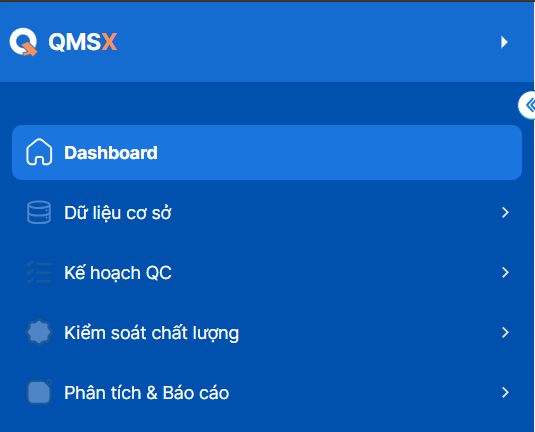 QMSX
Dashboard
Dữ liệu cơ sở
Kế hoạch QC
Kiểm soát chất lượng
Phân tích & Báo cáo